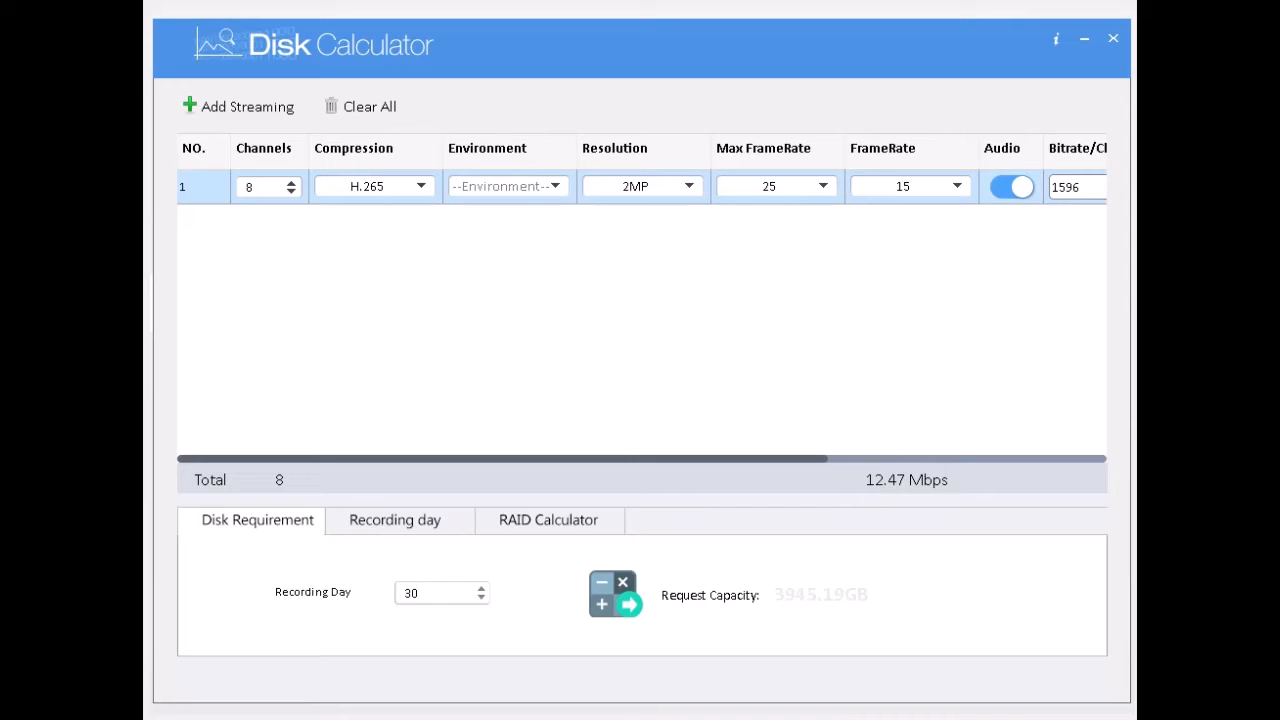 Disk Calculator
Add Streaming Clear All
NO. Channels Compression Environment Resolution Max FrameRate FrameRate Audio Bitrate/Cl
1 8 H.265 --Environment-- 2MP 25 15 1596
Total 8 12.47 Mbps
Disk Requirement Recording day RAID Calculator
Recording Day 30 Request Capacity: 3945.19GB